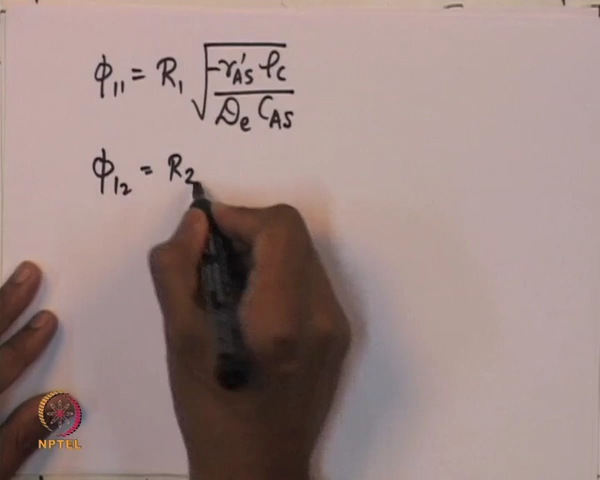 ϕ₁₁ = R₁ √(-r'AS ρc / De CAS)
ϕ₁₂ = R₂
NPTEL